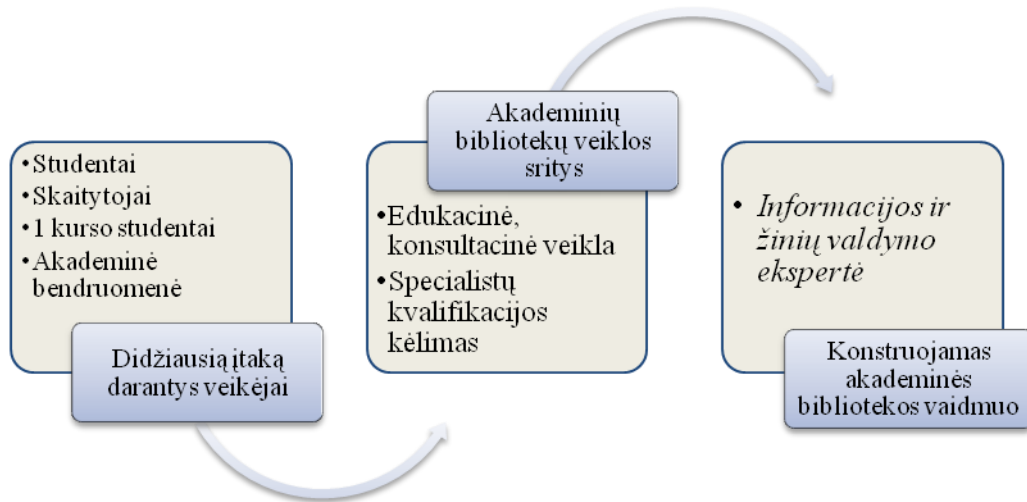 •Studentai
•Skaitytojai
•1 kurso studentai
•Akademinė
bendruomenė
Didžiausią įtaką
darantys veikėjai
Akademinių
bibliotekų veiklos
sritys
•Edukacinė,
konsultacinė veikla
•Specialistų
kvalifikacijos
kėlimas
• Informacijos ir
žinių valdymo
ekspertė
Konstruojamas
akademinės
bibliotekos vaidmuo